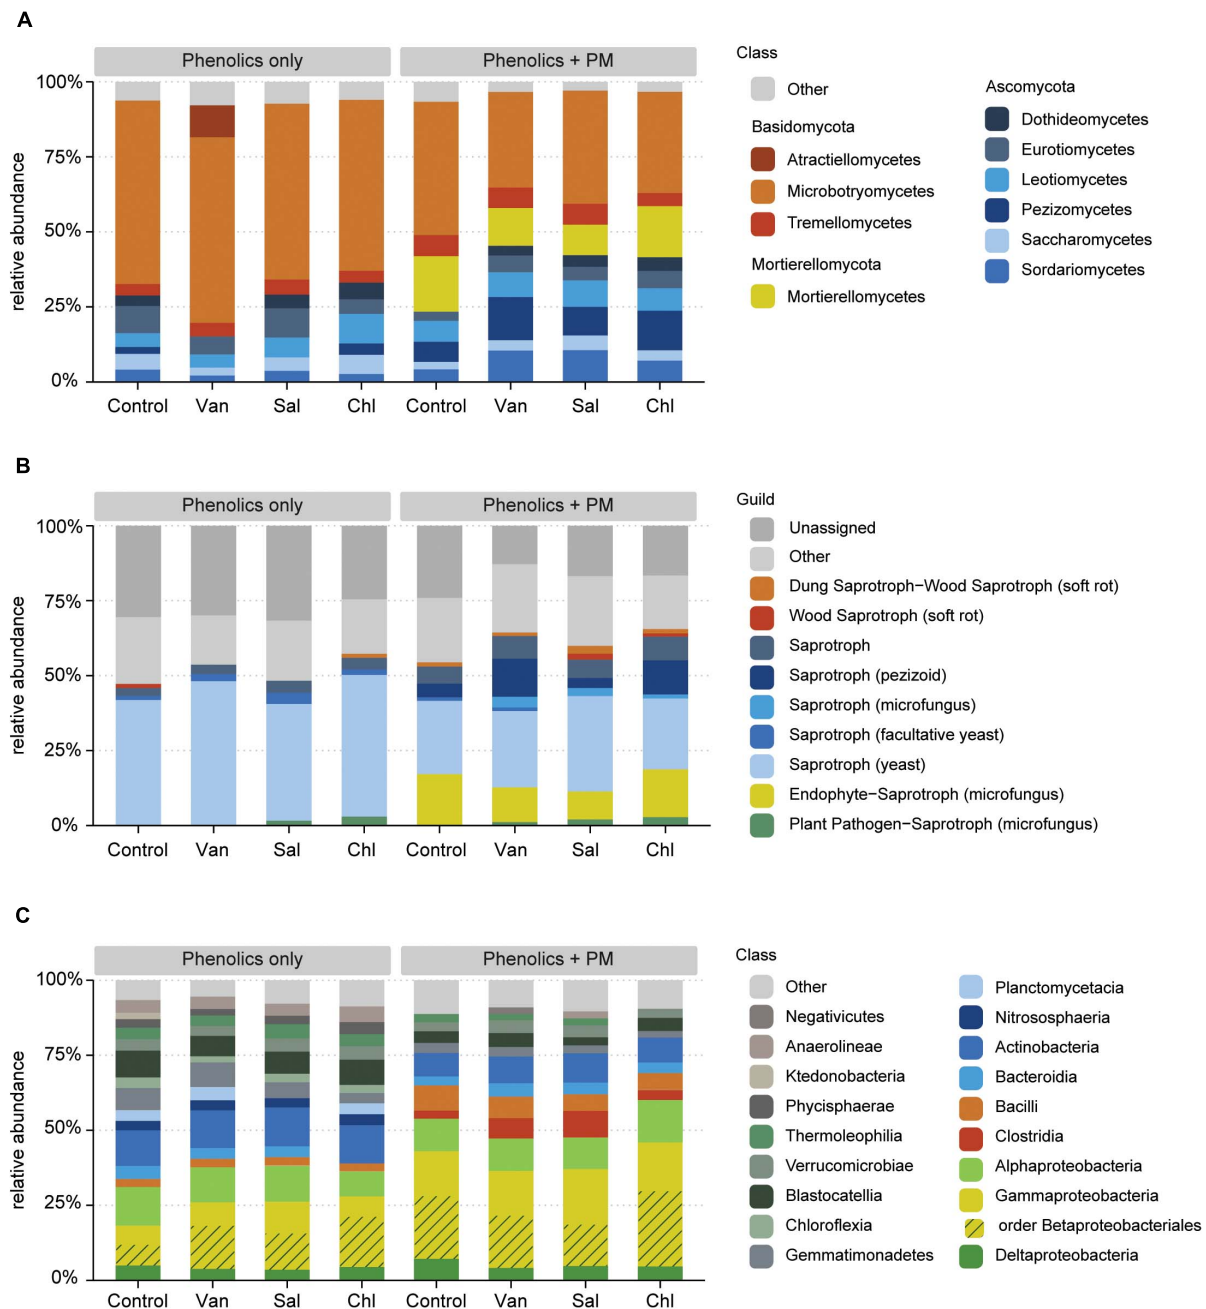 A
Phenolics only
Phenolics + PM
relative abundance
100%
75%
50%
25%
0%
Control Van Sal Chl Control Van Sal Chl
Class
Other
Basidomycota
Atractiellomycetes
Microbotryomycetes
Tremellomycetes
Mortierellomycota
Mortierellomycetes
Ascomycota
Dothideomycetes
Eurotiomycetes
Leotiomycetes
Pezizomycetes
Saccharomycetes
Sordariomycetes
B
Phenolics only
Phenolics + PM
relative abundance
100%
75%
50%
25%
0%
Control Van Sal Chl Control Van Sal Chl
Guild
Unassigned
Other
Dung Saprotroph−Wood Saprotroph (soft rot)
Wood Saprotroph (soft rot)
Saprotroph
Saprotroph (pezizoid)
Saprotroph (microfungus)
Saprotroph (facultative yeast)
Saprotroph (yeast)
Endophyte−Saprotroph (microfungus)
Plant Pathogen−Saprotroph (microfungus)
C
Phenolics only
Phenolics + PM
relative abundance
100%
75%
50%
25%
0%
Control Van Sal Chl Control Van Sal Chl
Class
Other
Negativicutes
Anaerolineae
Ktedonobacteria
Phycisphaerae
Thermoleophilia
Verrucomicrobiae
Blastocatellia
Chloroflexia
Gemmatimonadetes
Planctomycetacia
Nitrososphaeria
Actinobacteria
Bacteroidia
Bacilli
Clostridia
Alphaproteobacteria
Gammaproteobacteria
order Betaproteobacteriales
Deltaproteobacteria